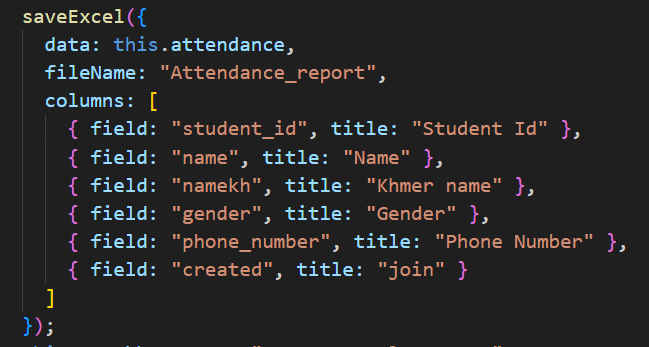 saveExcel({
data: this.attendance,
fileName: "Attendance_report",
columns: [
{ field: "student_id", title: "Student Id" },
{ field: "name", title: "Name" },
{ field: "namekh", title: "Khmer name" },
{ field: "gender", title: "Gender" },
{ field: "phone_number", title: "Phone Number" },
{ field: "created", title: "join" }
]
});